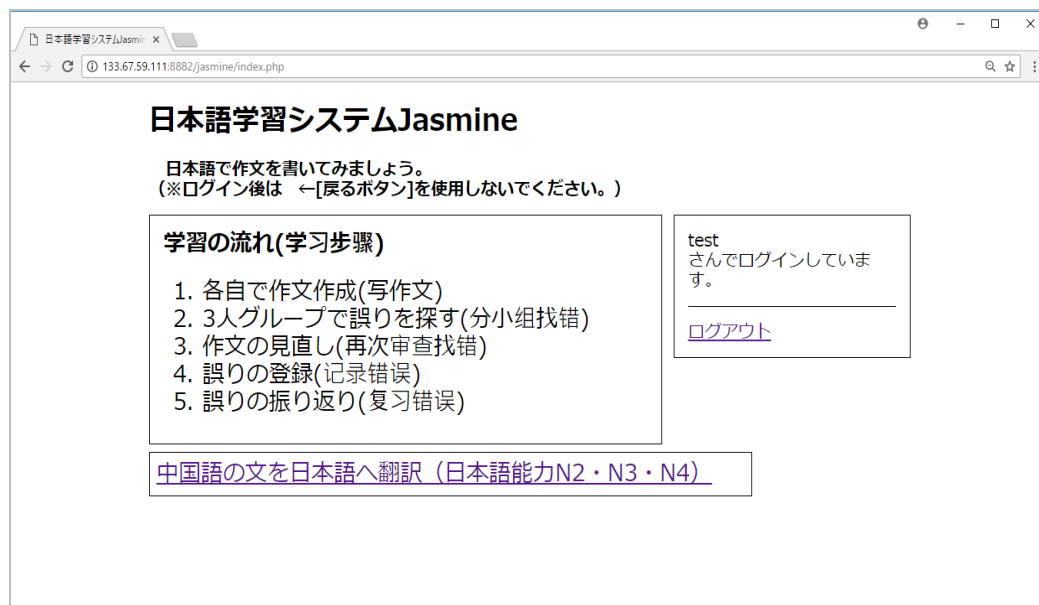 日本語学習システムJasmin
133.67.59.111:8882/jasmine/index.php
日本語学習システムJasmine
日本語で作文を書いてみましょう。
（※ログイン後は ←[戻るボタン]を使用しないでください。）
学習の流れ(学习步骤)
1. 各自で作文作成(写作文)
2. 3人グループで誤りを探す(分小组找错)
3. 作文の見直し(再次审查找错)
4. 誤りの登録(记录错误)
5. 誤りの振り返り(复习错误)
test
さんでログインしていま
す。
ログアウト
中国語の文を日本語へ翻訳（日本語能力N2・N3・N4）